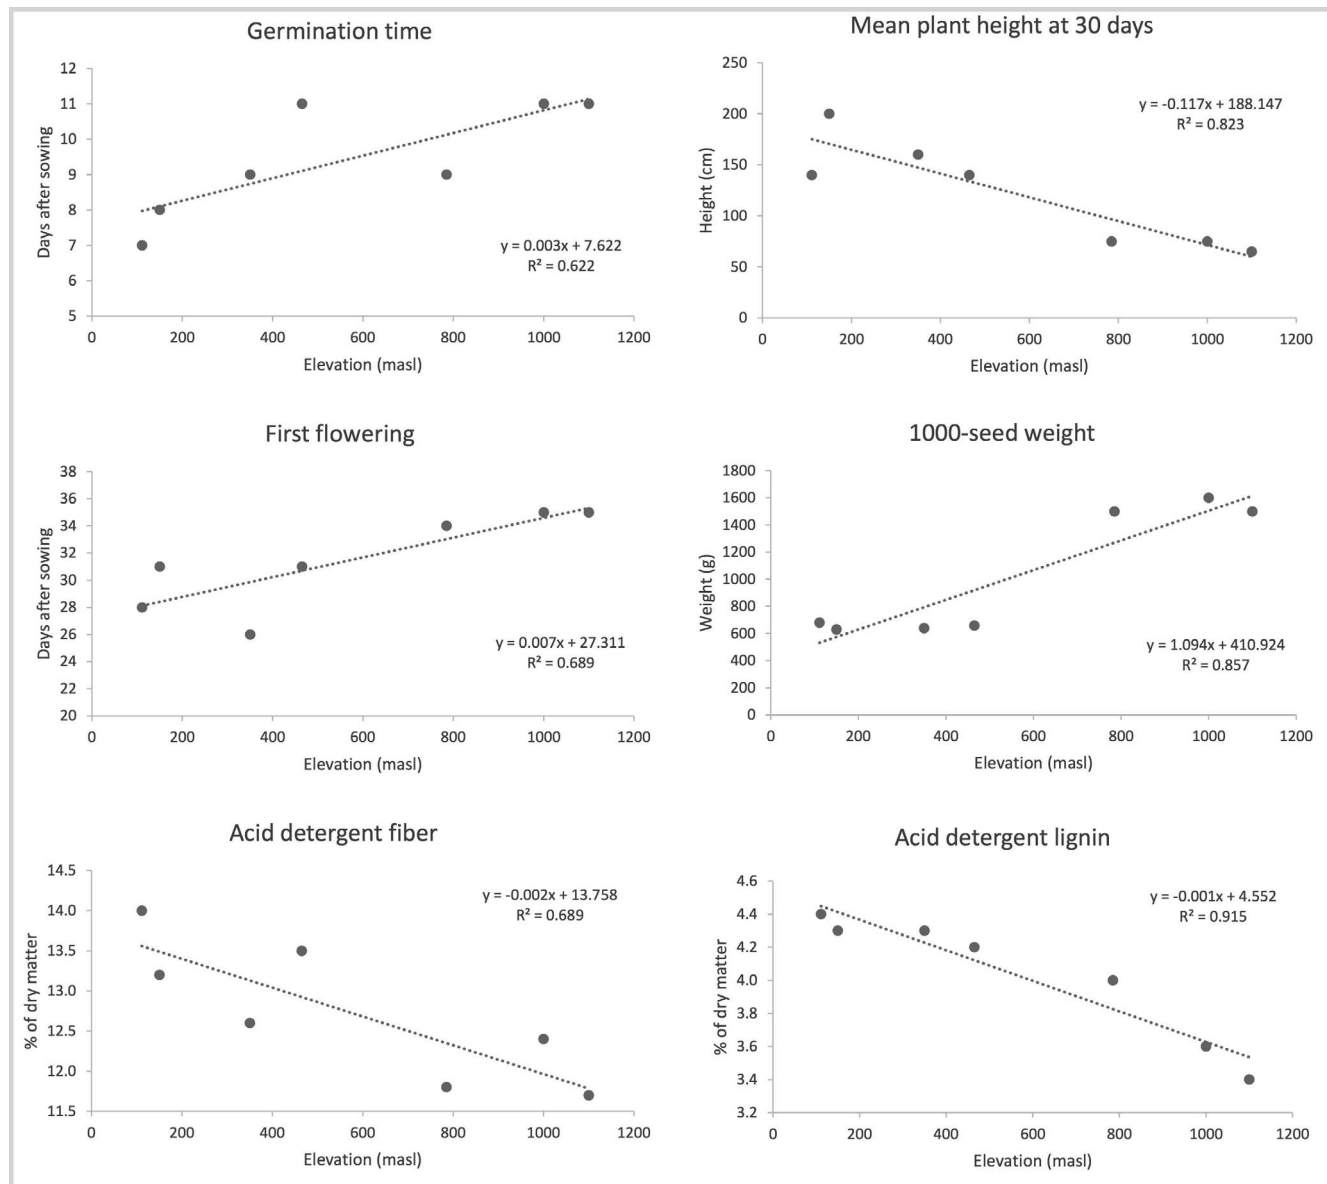 Germination time
12
11
10
9
8
7
6
5
Days after sowing
y = 0.003x + 7.622
R² = 0.622
0 200 400 600 800 1000 1200
Elevation (masl)
Mean plant height at 30 days
250
200
150
100
50
0
Height (cm)
y = -0.117x + 188.147
R² = 0.823
0 200 400 600 800 1000 1200
Elevation (masl)
First flowering
38
36
34
32
30
28
26
24
22
20
Days after sowing
y = 0.007x + 27.311
R² = 0.689
0 200 400 600 800 1000 1200
Elevation (masl)
1000-seed weight
1800
1600
1400
1200
1000
800
600
400
200
0
Weight (g)
y = 1.094x + 410.924
R² = 0.857
0 200 400 600 800 1000 1200
Elevation (masl)
Acid detergent fiber
14.5
14.0
13.5
13.0
12.5
12.0
11.5
% of dry matter
y = -0.002x + 13.758
R² = 0.689
0 200 400 600 800 1000 1200
Elevation (masl)
Acid detergent lignin
4.6
4.4
4.2
4.0
3.8
3.6
3.4
3.2
% of dry matter
y = -0.001x + 4.552
R² = 0.915
0 200 400 600 800 1000 1200
Elevation (masl)